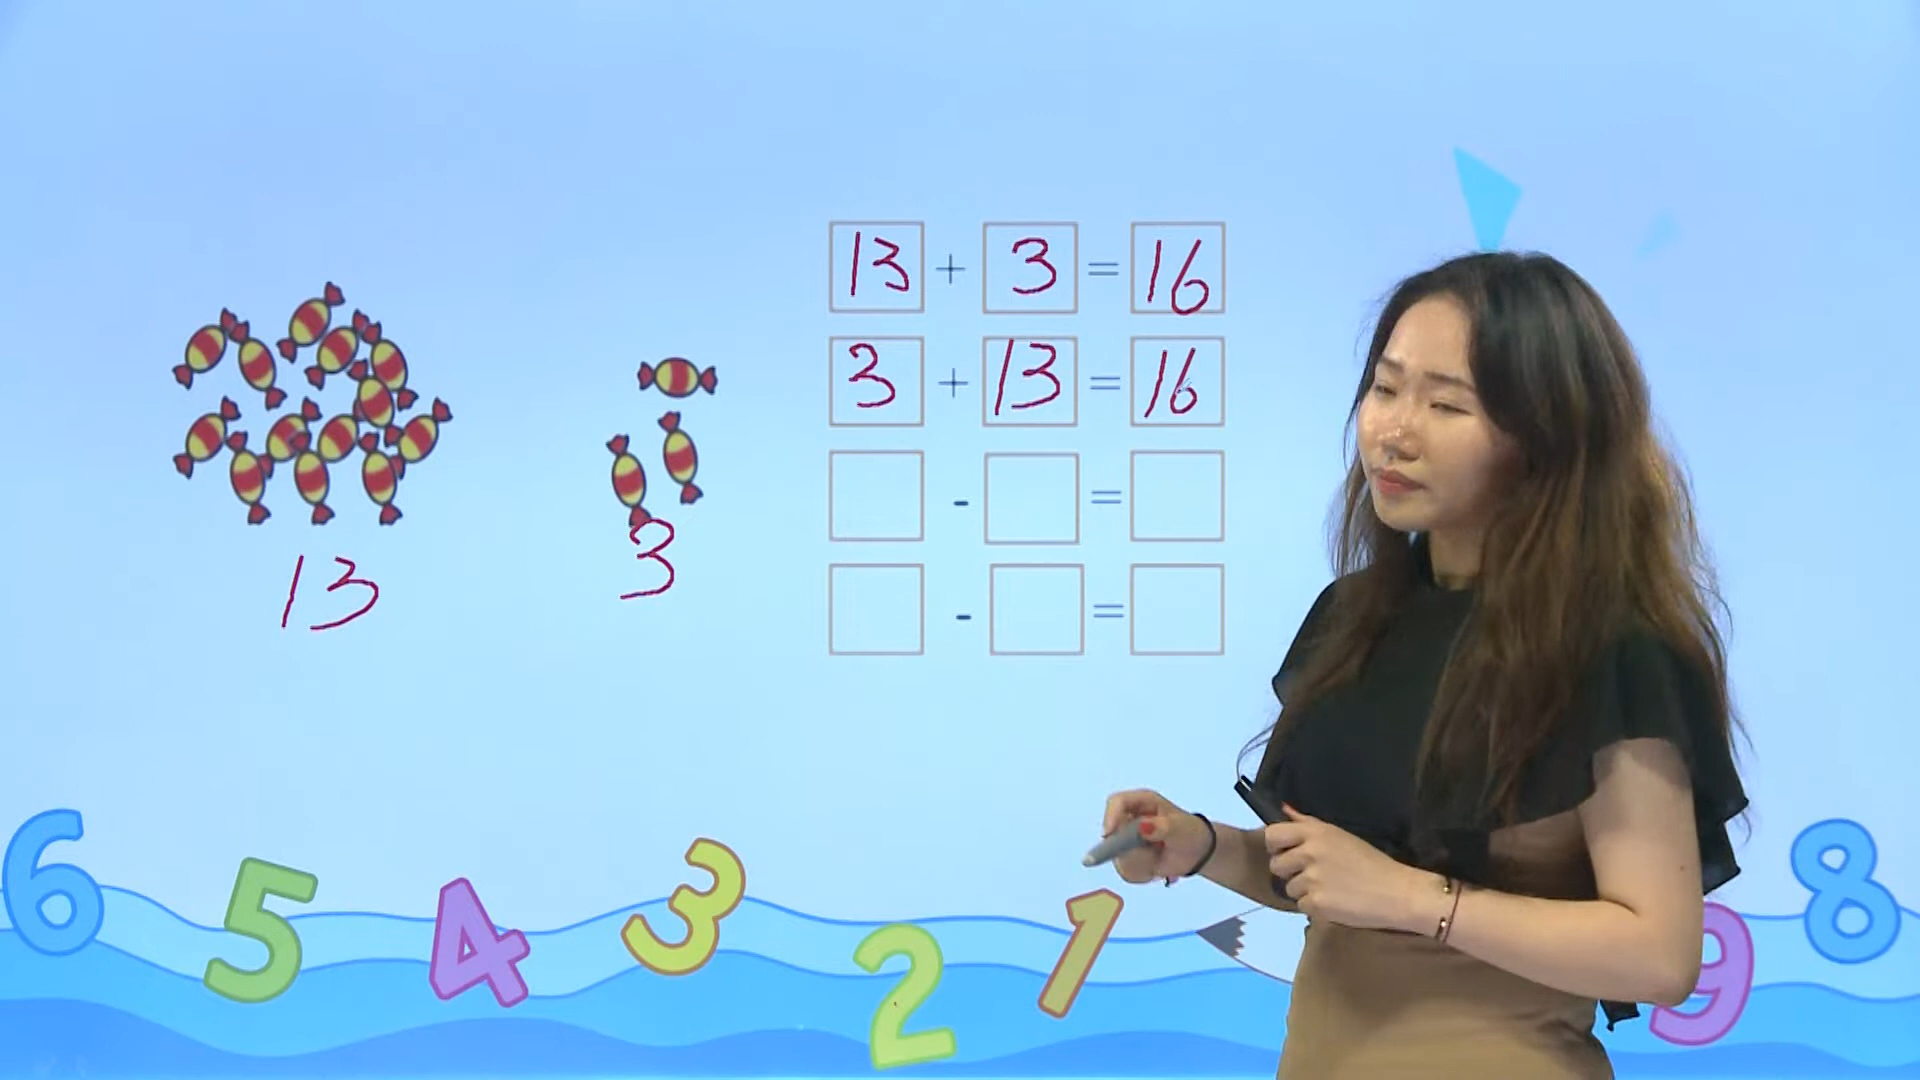 13 + 3 = 16
3 + 13 = 16
- =
- =
13
3
6 5 4 3 2 1 9 8